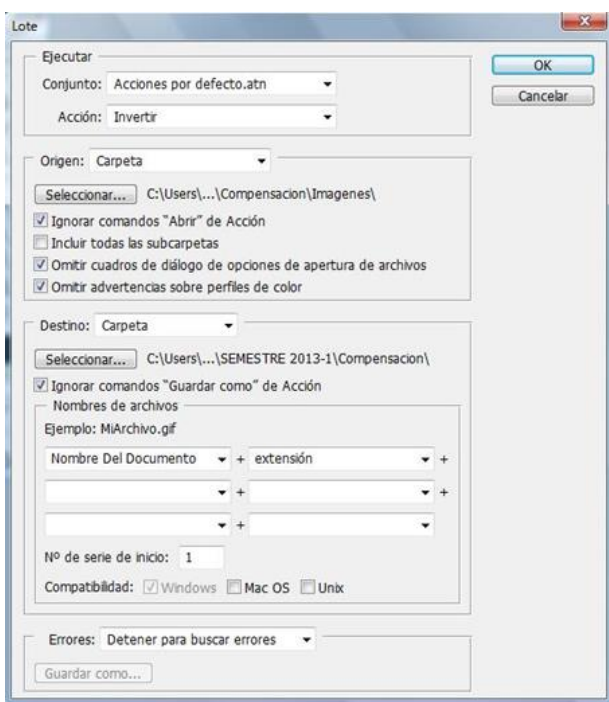 Lote
Ejecutar
Conjunto: Acciones por defecto.atn
Acción: Invertir
OK
Cancelar
Origen: Carpeta
Seleccionar... C:\Users\...\Compensacion\Imagenes\
Ignorar comandos "Abrir" de Acción
Incluir todas las subcarpetas
Omitir cuadros de diálogo de opciones de apertura de archivos
Omitir advertencias sobre perfiles de color
Destino: Carpeta
Seleccionar... C:\Users\...\SEMESTRE 2013-1\Compensacion\
Ignorar comandos "Guardar como" de Acción
Nombres de archivos
Ejemplo: MiArchivo.gif
Nombre Del Documento + extensión +
+ +
+
Nº de serie de inicio: 1
Compatibilidad: Windows Mac OS Unix
Errores: Detener para buscar errores
Guardar como...